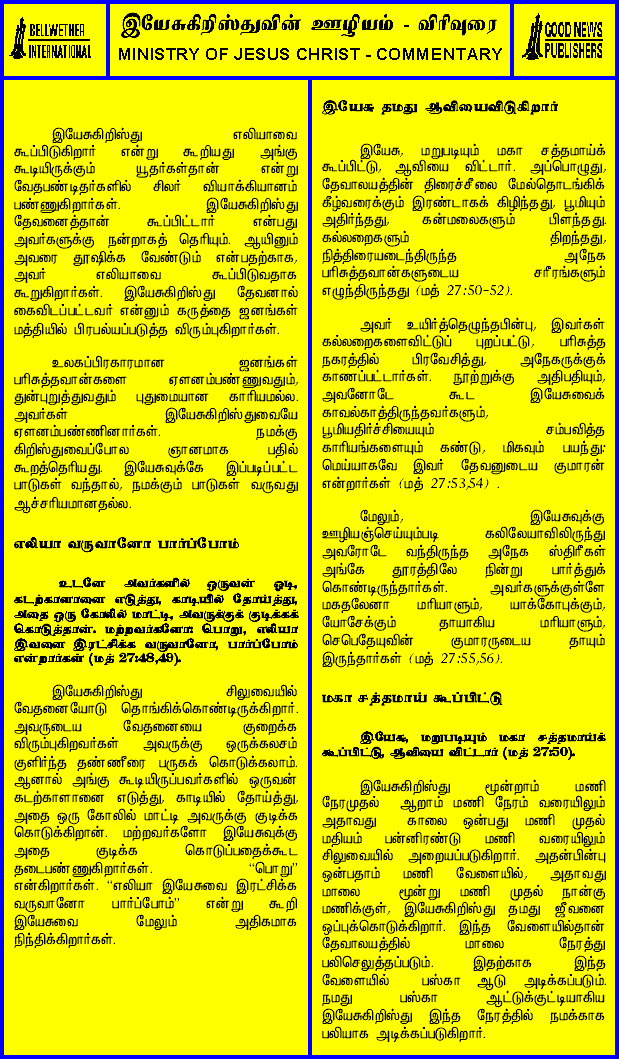 BELLWETHER
INTERNATIONAL
இயேசுகிறிஸ்துவின் ஊழியம் - விரிவுரை
MINISTRY OF JESUS CHRIST - COMMENTARY
GOOD NEWS
PUBLISHERS
இயேசுகிறிஸ்து எலியாவை
கூப்பிடுகிறார் என்று கூறியது அங்கு
கூடியிருக்கும் யூதர்கள்தான் என்று
வேதபண்டிதர்களில் சிலர் வியாக்கியானம்
பண்ணுகிறார்கள். இயேசுகிறிஸ்து
தேவனைத்தான் கூப்பிட்டார் என்பது
அவர்களுக்கு நன்றாகத் தெரியும். ஆயினும்
அவரை தூஷிக்க வேண்டும் என்பதற்காக,
அவர் எலியாவை கூப்பிடுவதாக
கூறுகிறார்கள். இயேசுகிறிஸ்து தேவனால்
கைவிடப்பட்டவர் என்னும் கருத்தை ஜனங்கள்
மத்தியில் பிரபல்யப்படுத்த விரும்புகிறார்கள்.
உலகப்பிரகாரமான ஜனங்கள்
பரிசுத்தவான்களை ஏளனம்பண்ணுவதும்,
துன்புறுத்துவதும் புதுமையான காரியமல்ல.
அவர்கள் இயேசுகிறிஸ்துவையே
ஏளனம்பண்ணினார்கள். நமக்கு
கிறிஸ்துவைப்போல ஞானமாக பதில்
கூறத்தெரியாது. இயேசுவுக்கே இப்படிப்பட்ட
பாடுகள் வந்தால், நமக்கும் பாடுகள் வருவது
ஆச்சரியமானதல்ல.
எலியா வருவானோ பார்ப்போம்
உடனே அவர்களில் ஒருவன் ஓடி,
கடற்காளானை எடுத்து, காடியில் தோய்த்து,
அதை ஒரு கோலில் மாட்டி, அவருக்குக் குடிக்கக்
கொடுத்தான். மற்றவர்களோ: பொறு, எலியா
இவனை இரட்சிக்க வருவானோ, பார்ப்போம்
என்றார்கள் (மத் 27:48,49).
இயேசுகிறிஸ்து சிலுவையில்
வேதனையோடு தொங்கிக்கொண்டிருக்கிறார்.
அவருடைய வேதனையை குறைக்க
விரும்புகிறவர்கள் அவருக்கு ஒருக்கலசம்
குளிர்ந்த தண்ணீரை பருகக் கொடுக்கலாம்.
ஆனால் அங்கு கூடியிருப்பவர்களில் ஒருவன்
கடற்காளானை எடுத்து, காடியில் தோய்த்து,
அதை ஒரு கோலில் மாட்டி அவருக்கு குடிக்க
கொடுக்கிறான். மற்றவர்களோ இயேசுவுக்கு
அதை குடிக்க கொடுப்பதைக்கூட
தடைபண்ணுகிறார்கள். “பொறு”
என்கிறார்கள். “எலியா இயேசுவை இரட்சிக்க
வருவானோ பார்ப்போம்” என்று கூறி
இயேசுவை மேலும் அதிகமாக
நிந்திக்கிறார்கள்.
இயேசு தமது ஆவியைவிடுகிறார்
இயேசு, மறுபடியும் மகா சத்தமாய்க்
கூப்பிட்டு, ஆவியை விட்டார். அப்பொழுது,
தேவாலயத்தின் திரைச்சீலை மேல்தொடங்கிக்
கீழ்வரைக்கும் இரண்டாகக் கிழிந்தது, பூமியும்
அதிர்ந்தது, கன்மலைகளும் பிளந்தது.
கல்லறைகளும் திறந்தது,
நித்திரையடைந்திருந்த அநேக
பரிசுத்தவான்களுடைய சரீரங்களும்
எழுந்திருந்தது (மத் 27:50-52).
அவர் உயிர்த்தெழுந்தபின்பு, இவர்கள்
கல்லறைகளைவிட்டுப் புறப்பட்டு, பரிசுத்த
நகரத்தில் பிரவேசித்து, அநேகருக்குக்
காணப்பட்டார்கள். நூற்றுக்கு அதிபதியும்,
அவனோடே கூட இயேசுவைக்
காவல்காத்திருந்தவர்களும்,
பூமியதிர்ச்சியையும் சம்பவித்த
காரியங்களையும் கண்டு, மிகவும் பயந்து:
மெய்யாகவே இவர் தேவனுடைய குமாரன்
என்றார்கள் (மத் 27:53,54) .
மேலும், இயேசுவுக்கு
ஊழியஞ்செய்யும்படி கலிலேயாவிலிருந்து
அவரோடே வந்திருந்த அநேக ஸ்திரீகள்
அங்கே தூரத்திலே நின்று பார்த்துக்
கொண்டிருந்தார்கள். அவர்களுக்குள்ளே
மகதலேனா மரியாளும், யாக்கோபுக்கும்,
யோசேக்கும் தாயாகிய மரியாளும்,
செபெதேயுவின் குமாரருடைய தாயும்
இருந்தார்கள் (மத் 27:55,56).
மகா சத்தமாய் கூப்பிட்டு
இயேசு, மறுபடியும் மகா சத்தமாய்க்
கூப்பிட்டு, ஆவியை விட்டார் (மத் 27:50).
இயேசுகிறிஸ்து மூன்றாம் மணி
நேரமுதல் ஆறாம் மணி நேரம் வரையிலும்
அதாவது காலை ஒன்பது மணி முதல்
மதியம் பன்னிரண்டு மணி வரையிலும்
சிலுவையில் அறையப்படுகிறார். அதன்பின்பு
ஒன்பதாம் மணி வேளையில், அதாவது
மாலை மூன்று மணி முதல் நான்கு
மணிக்குள், இயேசுகிறிஸ்து தமது ஜீவனை
ஒப்புக்கொடுக்கிறார். இந்த வேளையில்தான்
தேவாலயத்தில் மாலை நேரத்து
பலிசெலுத்தப்படும். இதற்காக இந்த
வேளையில் பஸ்கா ஆடு அடிக்கப்படும்.
நமது பஸ்கா ஆட்டுக்குட்டியாகிய
இயேசுகிறிஸ்து இந்த நேரத்தில் நமக்காக
பலியாக அடிக்கப்படுகிறார்.